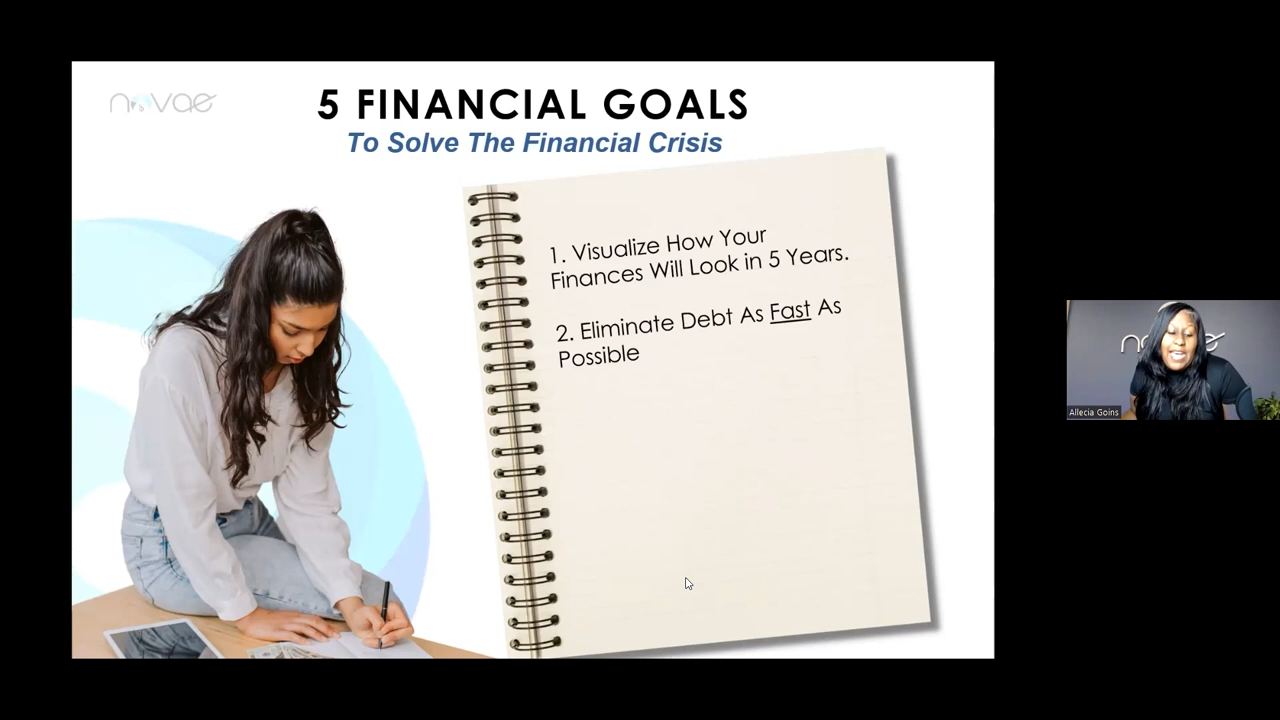 novae
5 FINANCIAL GOALS
To Solve The Financial Crisis
1. Visualize How Your
Finances Will Look in 5 Years.
2. Eliminate Debt As Fast As
Possible
Allecia Goins